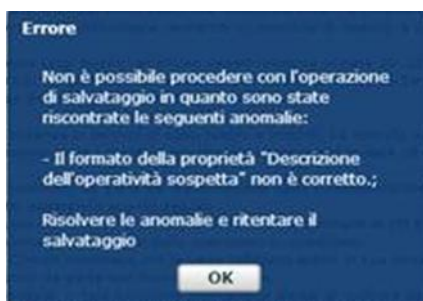 Errore
Non è possibile procedere con l'operazione
di salvataggio in quanto sono state
riscontrate le seguenti anomalie:
- Il formato della proprietà "Descrizione
dell'operatività sospetta" non è corretto.;
Risolvere le anomalie e ritentare il
salvataggio
OK